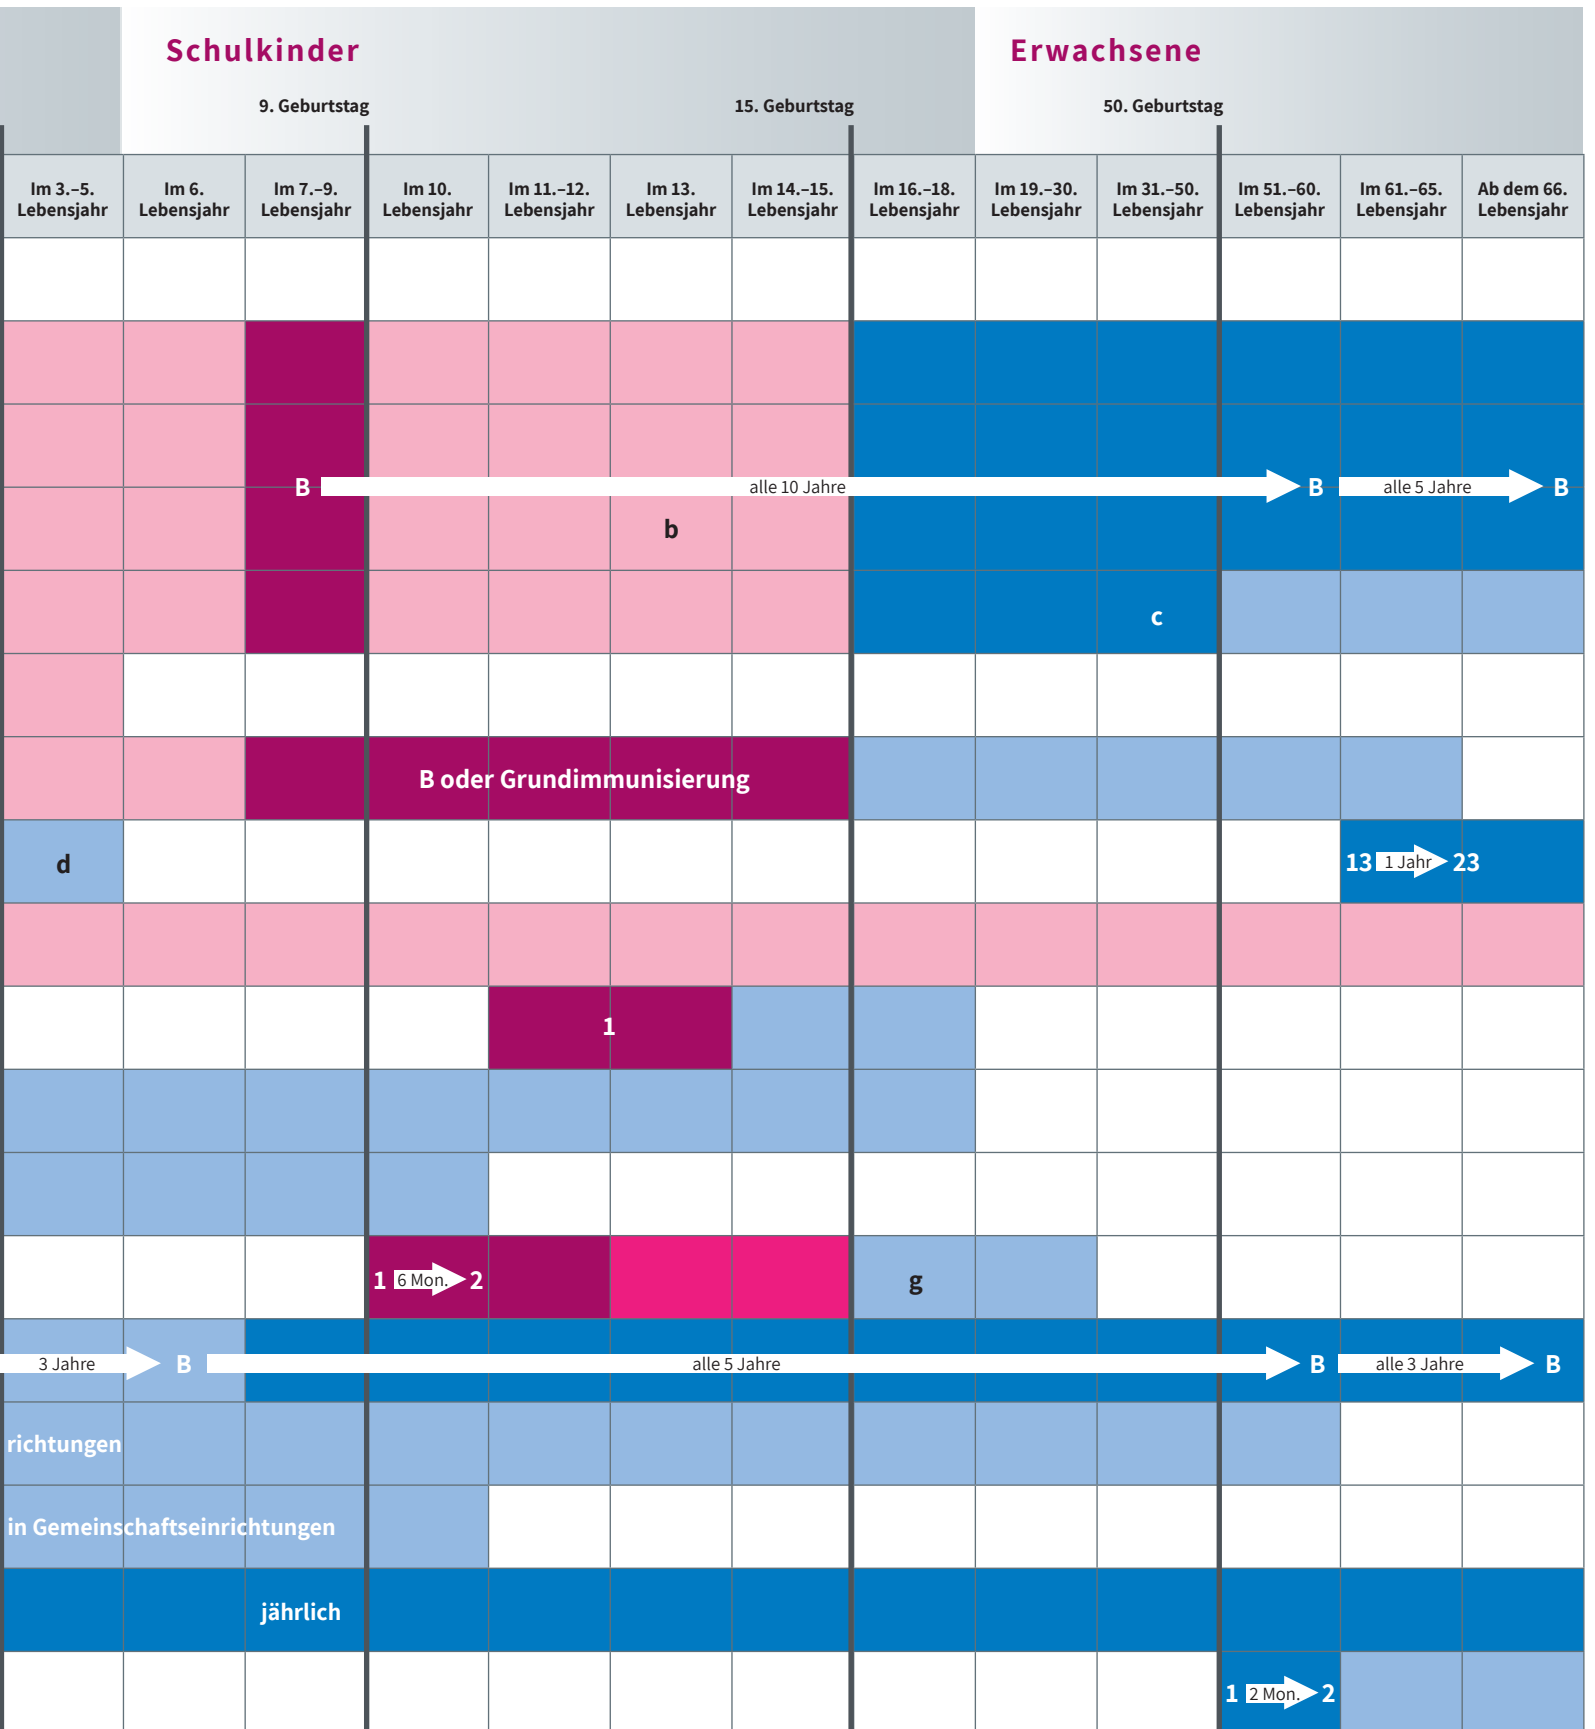 Schulkinder
Erwachsene
9. Geburtstag
15. Geburtstag
50. Geburtstag
Im 3.–5.
Lebensjahr
Im 6.
Lebensjahr
Im 7.–9.
Lebensjahr
Im 10.
Lebensjahr
Im 11.–12.
Lebensjahr
Im 13.
Lebensjahr
Im 14.–15.
Lebensjahr
Im 16.–18.
Lebensjahr
Im 19.–30.
Lebensjahr
Im 31.–50.
Lebensjahr
Im 51.–60.
Lebensjahr
Im 61.–65.
Lebensjahr
Ab dem 66.
Lebensjahr
B alle 10 Jahre B alle 5 Jahre B
b
c
B oder Grundimmunisierung
d
13 1 Jahr 23
1
1 6 Mon. 2
g
3 Jahre B alle 5 Jahre B alle 3 Jahre B
richtungen
in Gemeinschaftseinrichtungen
jährlich
1 2 Mon. 2